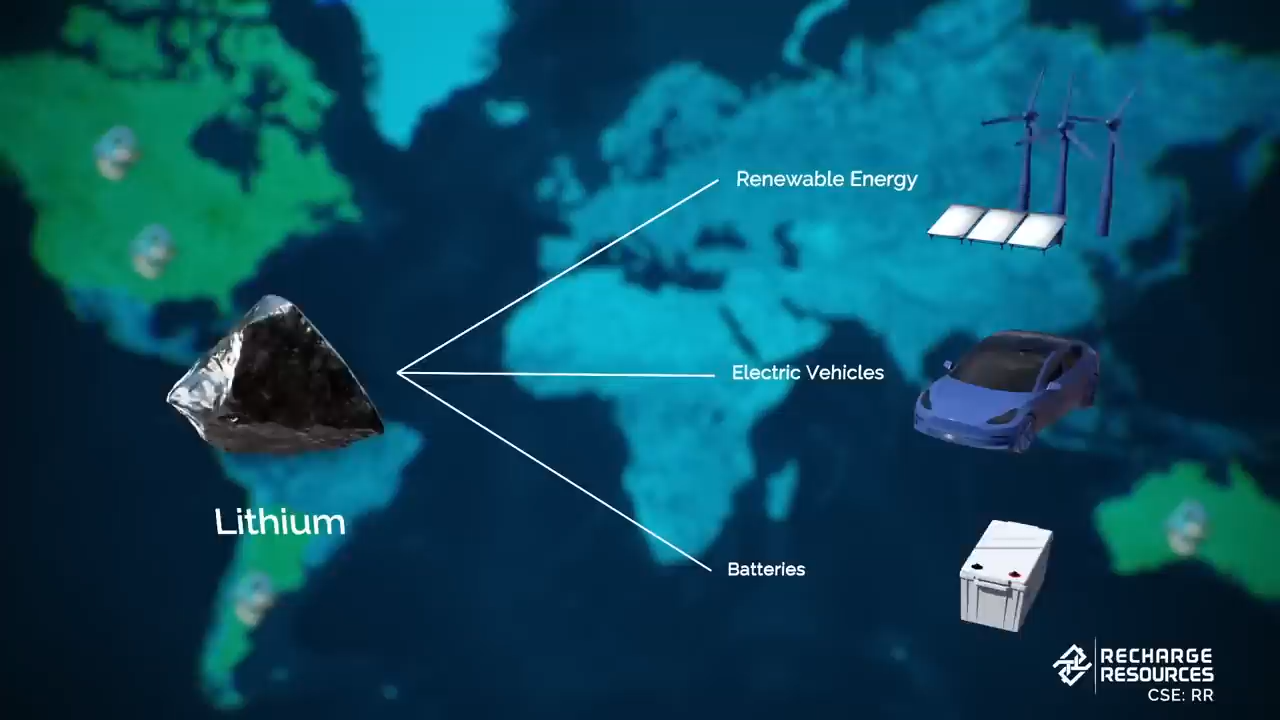 Renewable Energy
Electric Vehicles
Lithium
Batteries
RECHARGE
RESOURCES
CSE: RR